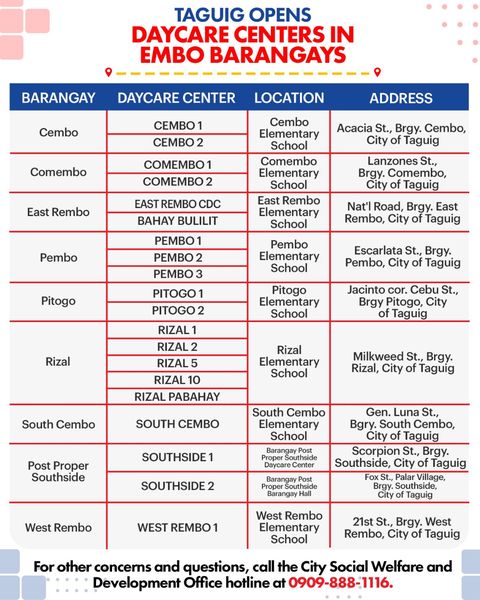 TAGUIG OPENS
DAYCARE CENTERS IN
EMBO BARANGAYS
BARANGAY
DAYCARE CENTER
LOCATION
ADDRESS
Cembo
CEMBO 1
CEMBO 2
Cembo
Elementary
School
Acacia St., Brgy. Cembo,
City of Taguig
Comembo
COMEMBO 1
COMEMBO 2
Comembo
Elementary
School
Lanzones St.,
Brgy. Comembo,
City of Taguig
East Rembo
EAST REMBO CDC
BAHAY BULILIT
East Rembo
Elementary
School
Nat'l Road, Brgy. East
Rembo, City of Taguig
Pembo
PEMBO 1
PEMBO 2
PEMBO 3
Pembo
Elementary
School
Escarlata St., Brgy.
Pembo, City of Taguig
Pitogo
PITOGO 1
PITOGO 2
Pitogo
Elementary
School
Jacinto cor. Cebu St.,
Brgy Pitogo, City
of Taguig
Rizal
RIZAL 1
RIZAL 2
RIZAL 5
RIZAL 10
RIZAL PABAHAY
Rizal
Elementary
School
Milkweed St., Brgy.
Rizal, City of Taguig
South Cembo
SOUTH CEMBO
South Cembo
Elementary
School
Gen. Luna St.,
Bgry. South Cembo,
City of Taguig
Post Proper
Southside
SOUTHSIDE 1
Barangay Post
Proper Southside
Daycare Center
Scorpion St., Brgy.
Southside, City of Taguig
SOUTHSIDE 2
Barangay Post
Proper Southside
Barangay Hall
Fox St., Palar Village,
Brgy. Southside,
City of Taguig
West Rembo
WEST REMBO 1
West Rembo
Elementary
School
21st St., Brgy. West
Rembo, City of Taguig
For other concerns and questions, call the City Social Welfare and
Development Office hotline at 0909-888-1116.